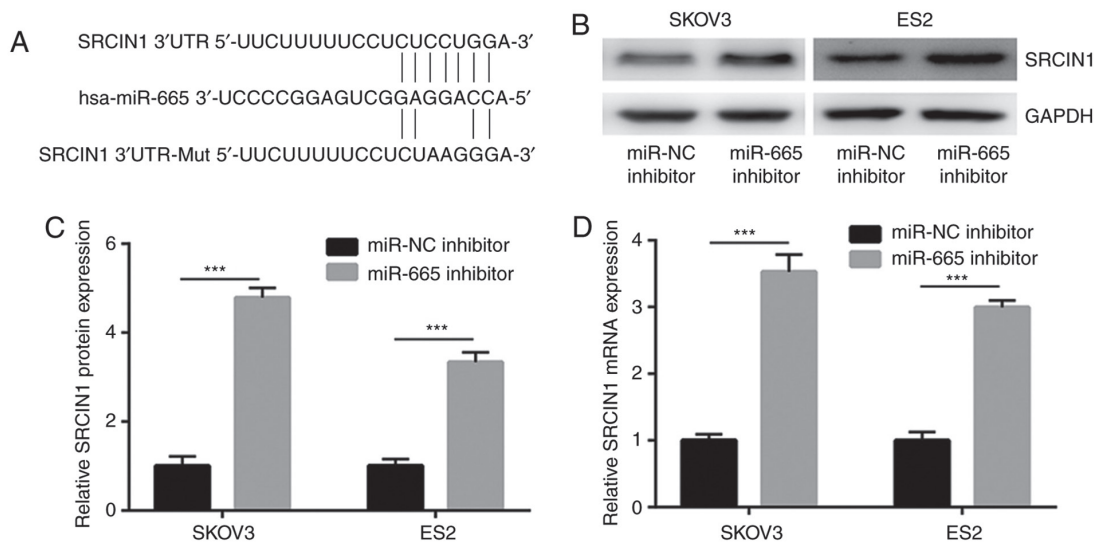 A
SRCIN1 3′UTR 5′-UUCUUUUUCCUCUCCUGGA-3′
hsa-miR-665 3′-UCCCCGGAGUCGGAGGACCA-5′
SRCIN1 3′UTR-Mut 5′-UUCUUUUUCCUCUAAGGGA-3′
B
SKOV3 ES2
SRCIN1
GAPDH
miR-NC inhibitor
miR-665 inhibitor
miR-NC inhibitor
miR-665 inhibitor
C
Relative SRCIN1 protein expression
6
4
2
0
miR-NC inhibitor
miR-665 inhibitor
***
***
SKOV3 ES2
D
Relative SRCIN1 mRNA expression
4
3
2
1
0
miR-NC inhibitor
miR-665 inhibitor
***
***
SKOV3 ES2